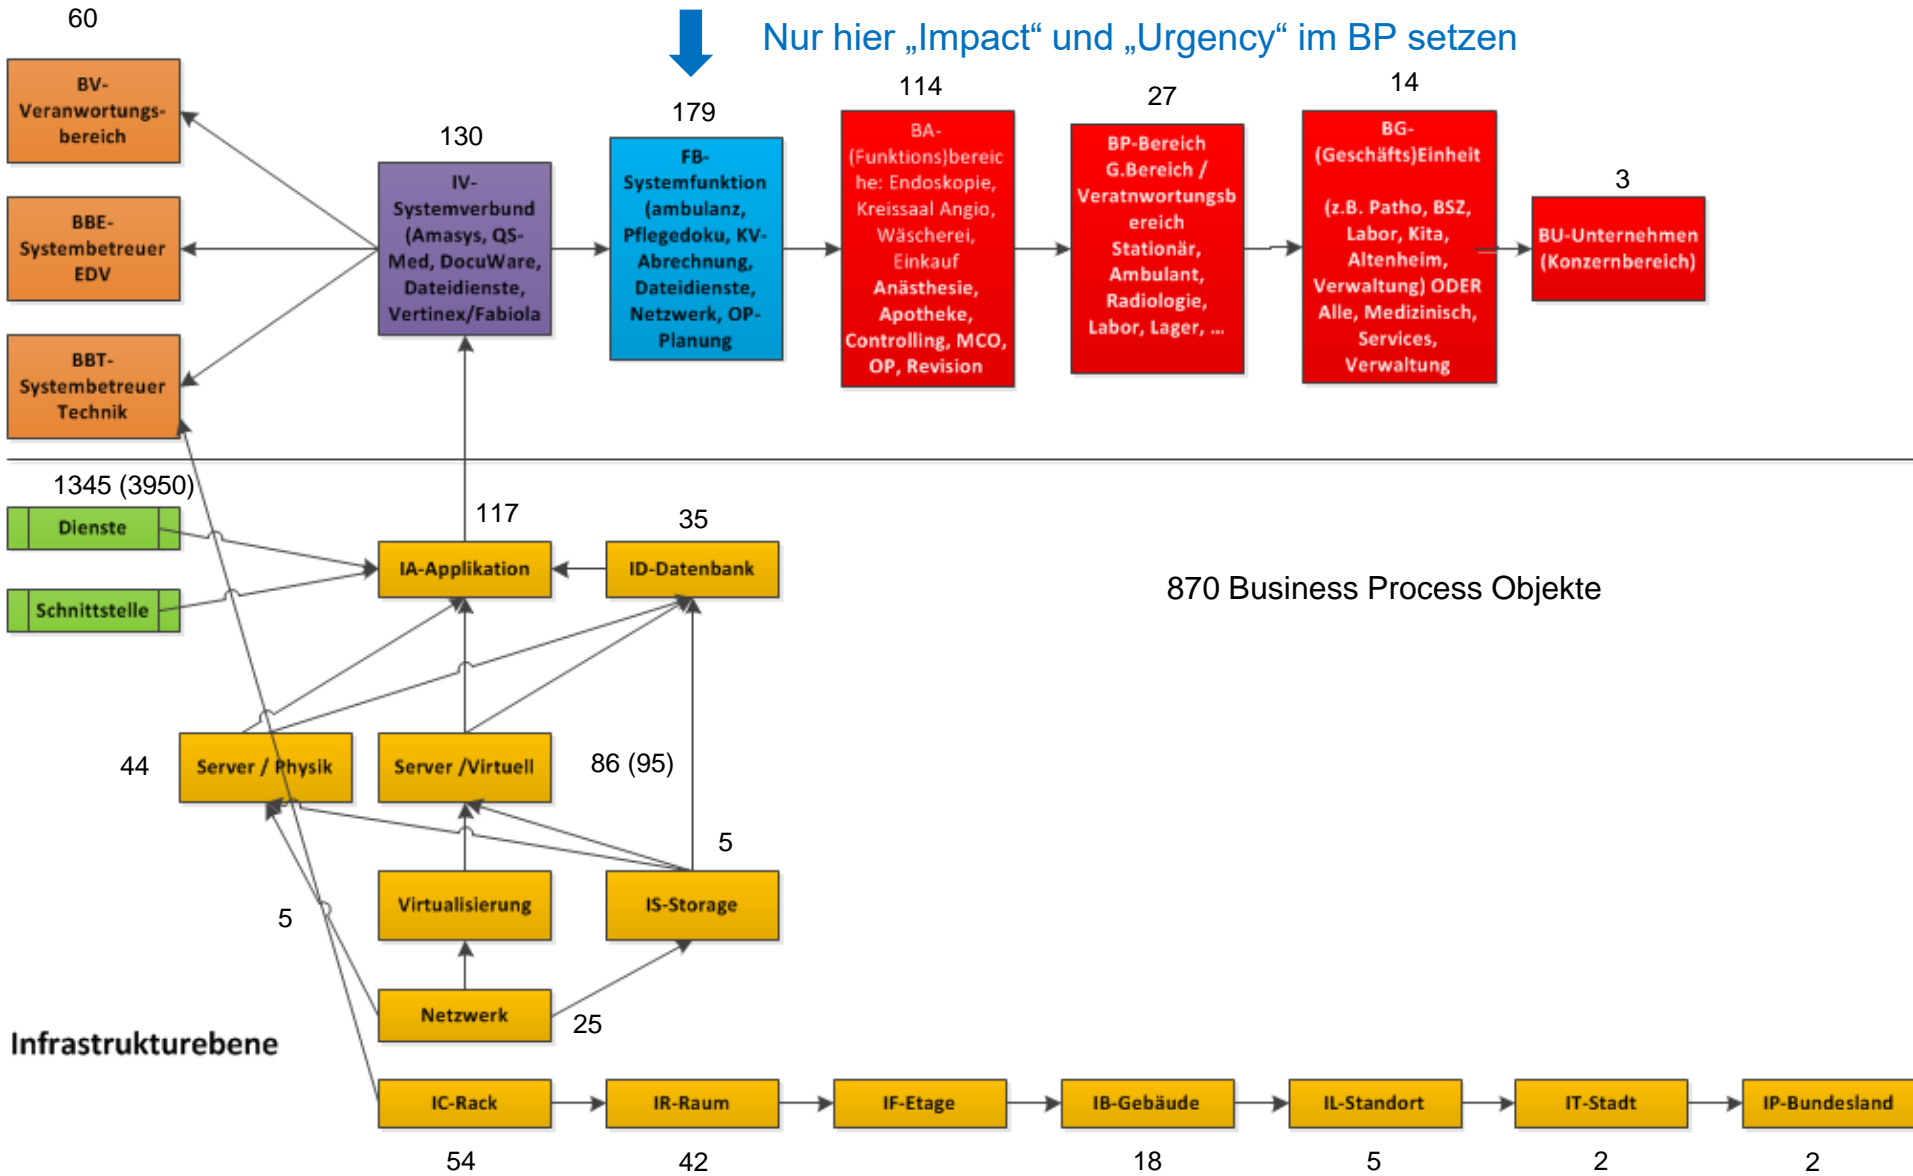 60
Nur hier „Impact“ und „Urgency“ im BP setzen
BV-
Veranwortungs-
bereich
BBE-
Systembetreuer
EDV
BBT-
Systembetreuer
Technik
130
IV-
Systemverbund
(Amasys, QS-
Med, DocuWare,
Dateidienste,
Vertinex/Fabiola
179
FB-
Systemfunktion
(ambulanz,
Pflegedoku, KV-
Abrechnung,
Dateidienste,
Netzwerk, OP-
Planung
114
BA-
(Funktions)bereic
he: Endoskopie,
Kreissaal Angio,
Wäscherei,
Einkauf
Anästhesie,
Apotheke,
Controlling, MCO,
OP, Revision
27
BP-Bereich
G.Bereich /
Veratnwortungsb
ereich
Stationär,
Ambulant,
Radiologie,
Labor, Lager, ...
14
BG-
(Geschäfts)Einheit
(z.B. Patho, BSZ,
Labor, Kita,
Altenheim,
Verwaltung) ODER
Alle, Medizinisch,
Services,
Verwaltung
3
BU-Unternehmen
(Konzernbereich)
1345 (3950)
Dienste
Schnittstelle
117
IA-Applikation
35
ID-Datenbank
870 Business Process Objekte
44
Server / Physik
Server /Virtuell
86 (95)
5
Virtualisierung
5
IS-Storage
Netzwerk
25
Infrastrukturebene
IC-Rack
IR-Raum
IF-Etage
IB-Gebäude
IL-Standort
IT-Stadt
IP-Bundesland
54
42
18
5
2
2